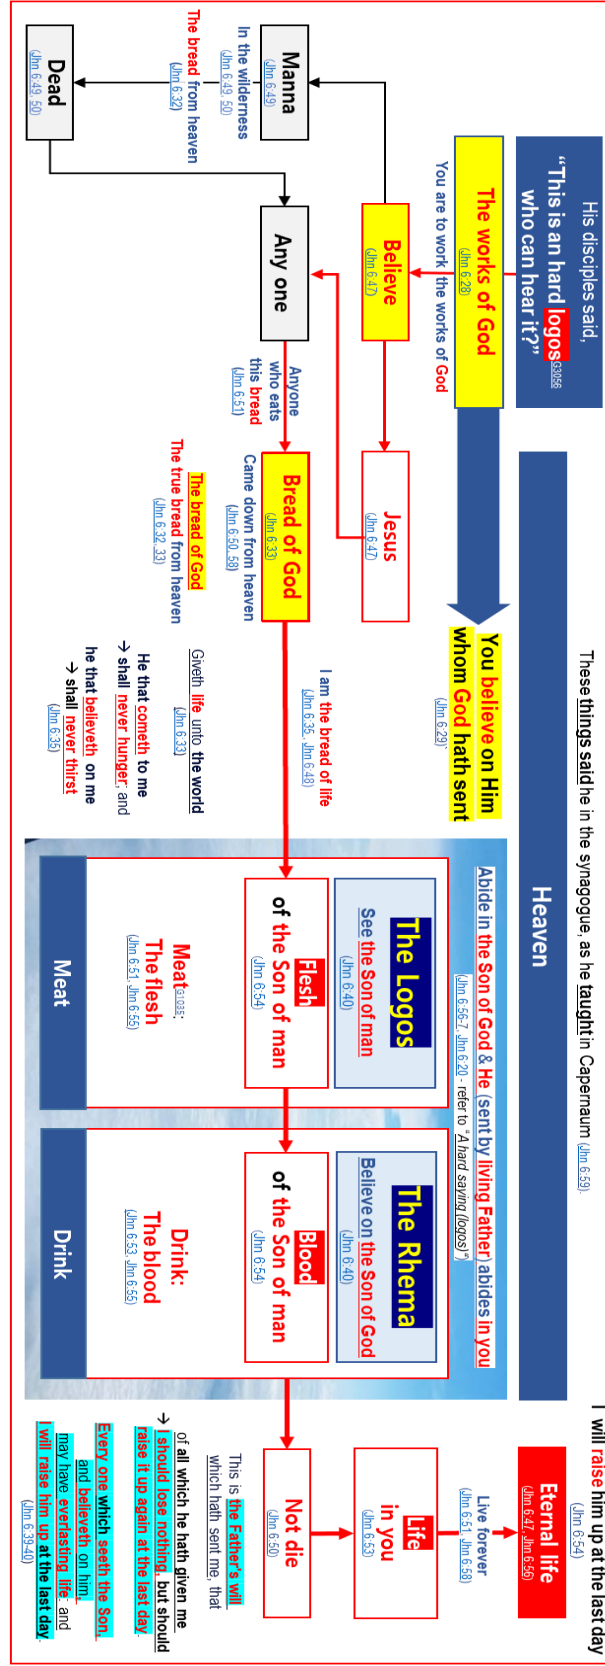 These things said he in the synagogue, as he taught in Capernaum (Jhn 6:59).
I will raise him up at the last day
(Jhn 6:54)
His disciples said,
“This is an hard logosG3056
who can hear it?”
Heaven
Eternal life
(Jhn 6:47, Jhn 6:56)
The works of God
(Jhn 6:28)
You are to work the works of God
You believe on Him
whom God hath sent
(Jhn 6:29);
Abide in the Son of God & He (sent by living Father) abides in you
(Jhn 6:56-7, Jhn 6:20 - refer to “A hard saying (logos)”)
Live forever
(Jhn 6:51, Jhn 6:58)
Believe
(Jhn 6:47)
Jesus
(Jhn 6:47)
The Logos
See the Son of man
(Jhn 6:40)
The Rhema
Believe on the Son of God
(Jhn 6:40)
Life
in you
(Jhn 6:53)
Manna
(Jhn 6:49)
In the wilderness
(Jhn 6:49, 50)
The bread from heaven
(Jhn 6:32)
Dead
(Jhn 6:49, 50)
Any one
Anyone
who eats
this bread
(Jhn 6:51)
Bread of God
(Jhn 6:33)
Came down from heaven
(Jhn 6:50, 58)
The bread of God
The true bread from heaven
(Jhn 6:32, 33)
I am the bread of life
(Jhn 6:35, Jhn 6:48)
Giveth life unto the world
(Jhn 6:33)
He that cometh to me
→ shall never hunger; and
he that believeth on me
→ shall never thirst
(Jhn 6:35)
Flesh
of the Son of man
(Jhn 6:54)
Meat G1035;
The flesh
(Jhn 6:51, Jhn 6:55)
Meat
Blood
of the Son of man
(Jhn 6:54)
Drink:
The blood
(Jhn 6:53, Jhn 6:55)
Drink
Not die
(Jhn 6:50)
This is the Father's will
which hath sent me, that
of all which he hath given me
→ I should lose nothing, but should
raise it up again at the last day.
Every one which seeth the Son,
and believeth on him,
may have everlasting life: and
I will raise him up at the last day.
(Jhn 6:39-40)